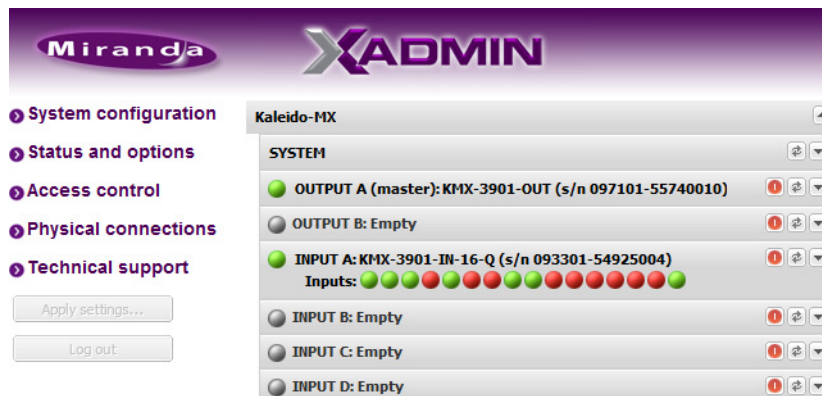 Miranda
XADMIN
System configuration
Status and options
Access control
Physical connections
Technical support
Apply settings...
Log out
Kaleido-MX
SYSTEM
OUTPUT A (master): KMX-3901-OUT (s/n 097101-55740010)
OUTPUT B: Empty
INPUT A: KMX-3901-IN-16-Q (s/n 093301-54925004)
Inputs:
INPUT B: Empty
INPUT C: Empty
INPUT D: Empty